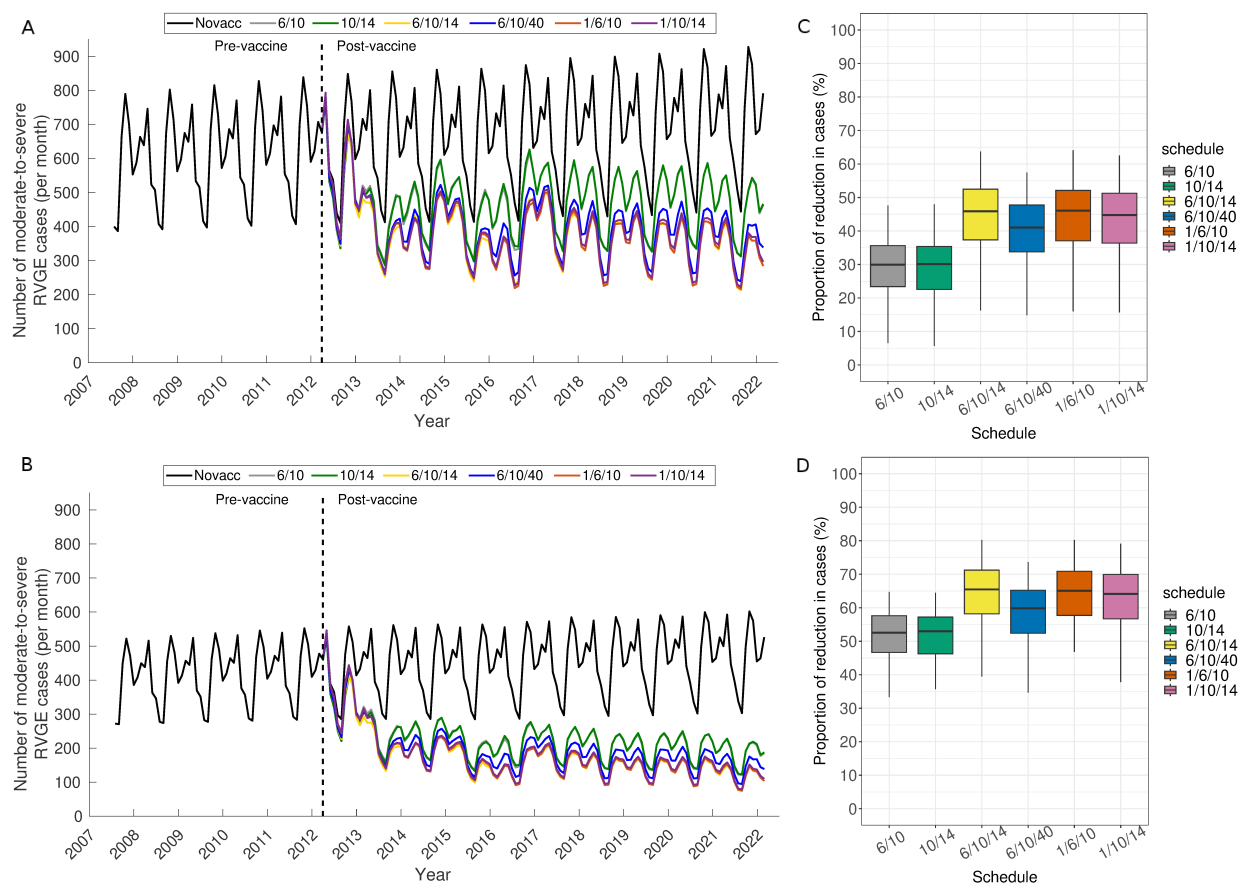 A
Novacc 6/10 10/14 6/10/14 6/10/40 1/6/10 1/10/14
Pre-vaccine Post-vaccine
900
800
700
600
500
400
300
200
100
0
Number of moderate-to-severe
RVGE cases (per month)
2007 2008 2009 2010 2011 2012 2013 2014 2015 2016 2017 2018 2019 2020 2021 2022
Year
C
100
90
80
70
60
50
40
30
20
10
0
Proportion of reduction in cases (%)
6/10 10/14 6/10/14 6/10/40 1/6/10 1/10/14
Schedule
schedule
6/10
10/14
6/10/14
6/10/40
1/6/10
1/10/14
B
Novacc 6/10 10/14 6/10/14 6/10/40 1/6/10 1/10/14
Pre-vaccine Post-vaccine
900
800
700
600
500
400
300
200
100
0
Number of moderate-to-severe
RVGE cases (per month)
2007 2008 2009 2010 2011 2012 2013 2014 2015 2016 2017 2018 2019 2020 2021 2022
Year
D
100
90
80
70
60
50
40
30
20
10
0
Proportion of reduction in cases (%)
6/10 10/14 6/10/14 6/10/40 1/6/10 1/10/14
Schedule
schedule
6/10
10/14
6/10/14
6/10/40
1/6/10
1/10/14